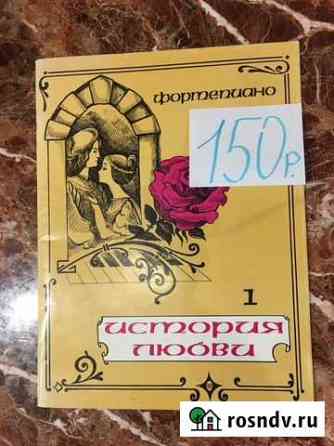 фортепиано
150р.
1
история
любви
rosndv.ru